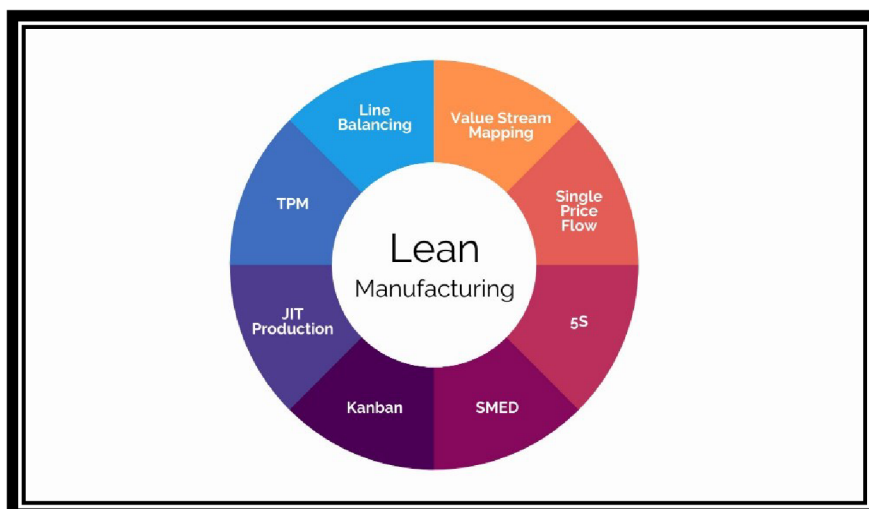 Lean
Manufacturing
Value Stream
Mapping
Single
Price
Flow
5S
SMED
Kanban
JIT
Production
TPM
Line
Balancing